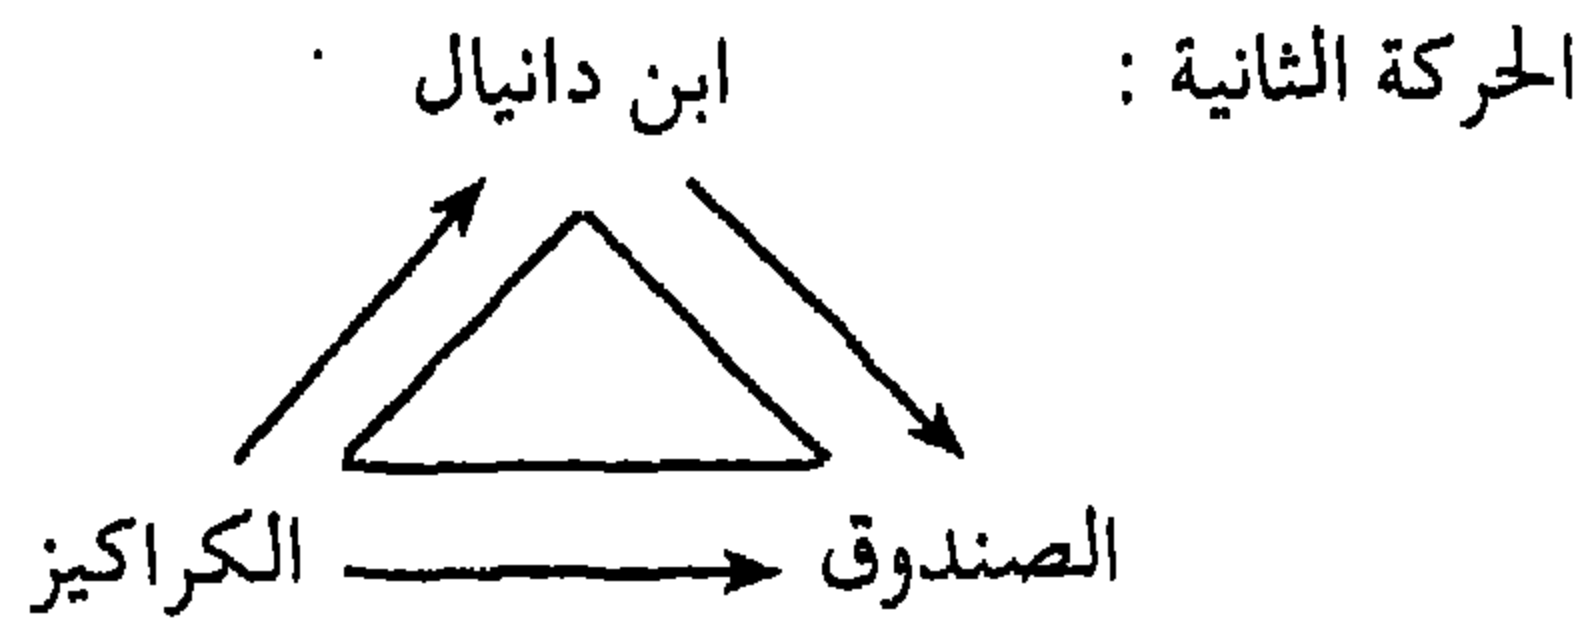 الحركة الثانية :
ابن دانيال
الصندوق
الكراكيز